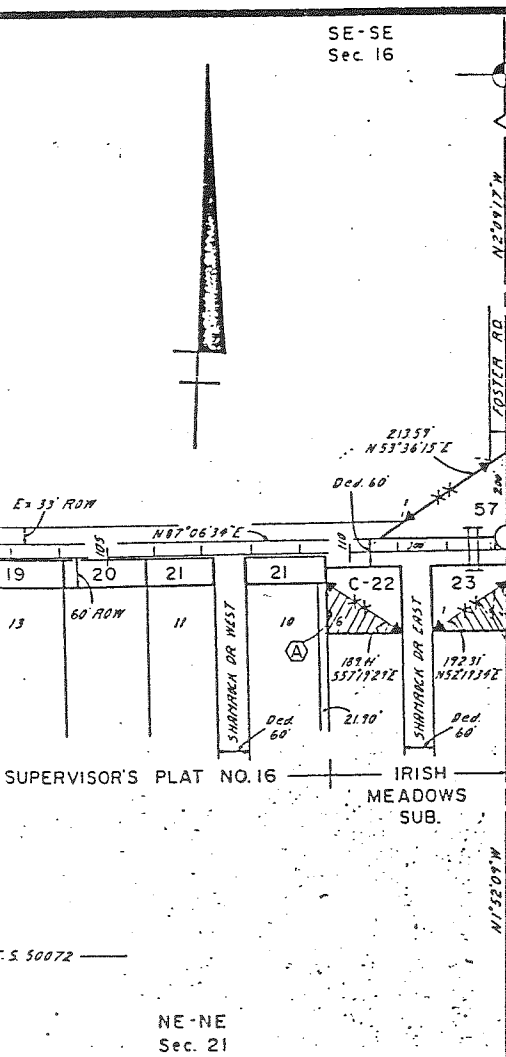 SE-SE
Sec. 16
N2°09'17"W
FOSTER RD.
213.59'
N53°36'15"E
200'
Ded. 60'
57
Ex 33' ROW
N87°06'34"E
105
110
19
20
21
21
C-22
23
60' ROW
13
11
10
A
SHAMROCK DR WEST
SHAMROCK DR EAST
S57°19'29"E
192.31'
N52°19'34"E
Ded.
60'
21.90'
Ded.
60'
SUPERVISOR'S PLAT NO. 16
IRISH
MEADOWS
SUB.
N1°52'09"W
S. 50072
NE-NE
Sec. 21